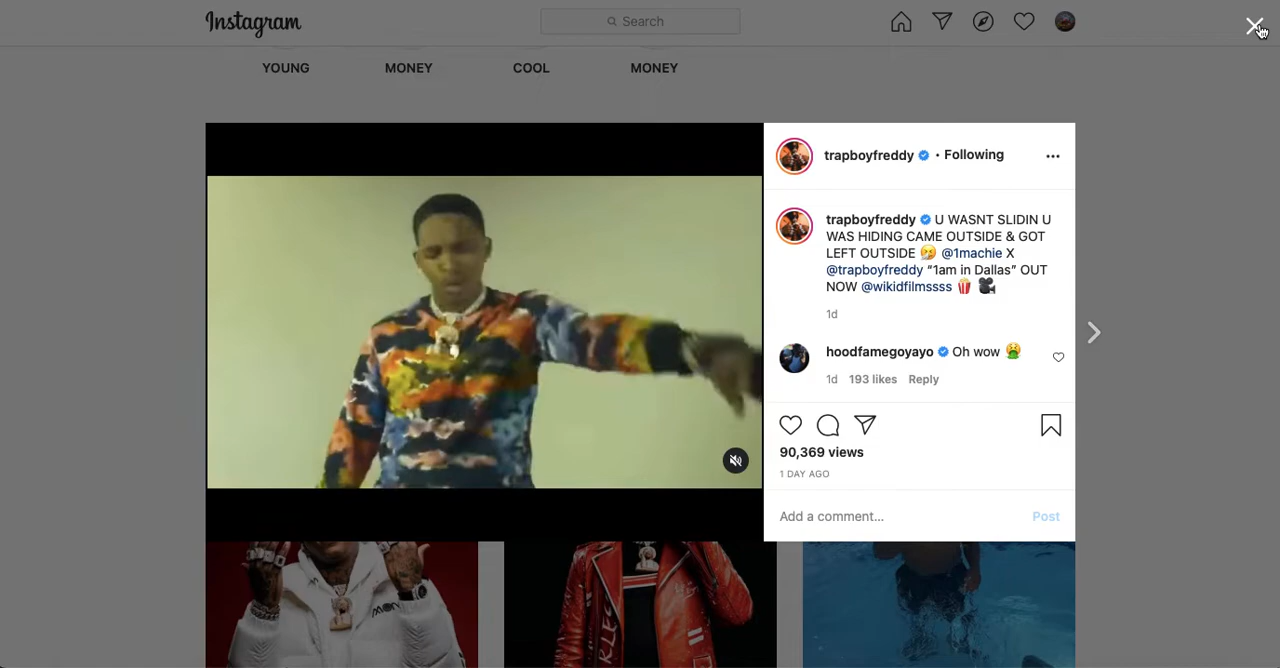 Instagram
Search
YOUNG
MONEY
COOL
MONEY
trapboyfreddy • Following
trapboyfreddy U WASNT SLIDIN U
WAS HIDING CAME OUTSIDE & GOT
LEFT OUTSIDE 🤧 @1machie X
@trapboyfreddy “1am in Dallas” OUT
NOW @wikidfilmssss 🍿 🎥
1d
hoodfamegoyayo Oh wow 🤮
1d 193 likes Reply
90,369 views
1 DAY AGO
Add a comment...
Post